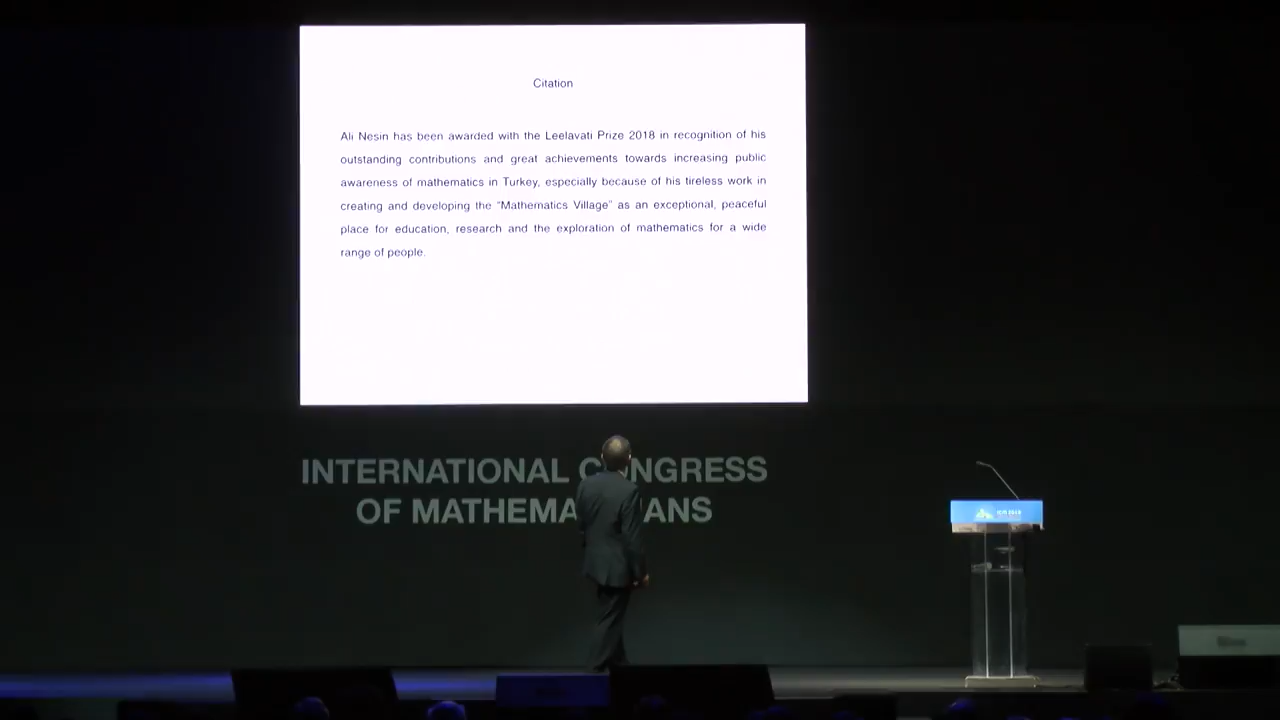 Citation
Ali Nesin has been awarded with the Leelavati Prize 2018 in recognition of his
outstanding contributions and great achievements towards increasing public
awareness of mathematics in Turkey, especially because of his tireless work in
creating and developing the “Mathematics Village” as an exceptional, peaceful
place for education, research and the exploration of mathematics for a wide
range of people.
INTERNATIONAL C NGRESS
OF MATHEMA ANS
ICM 2018